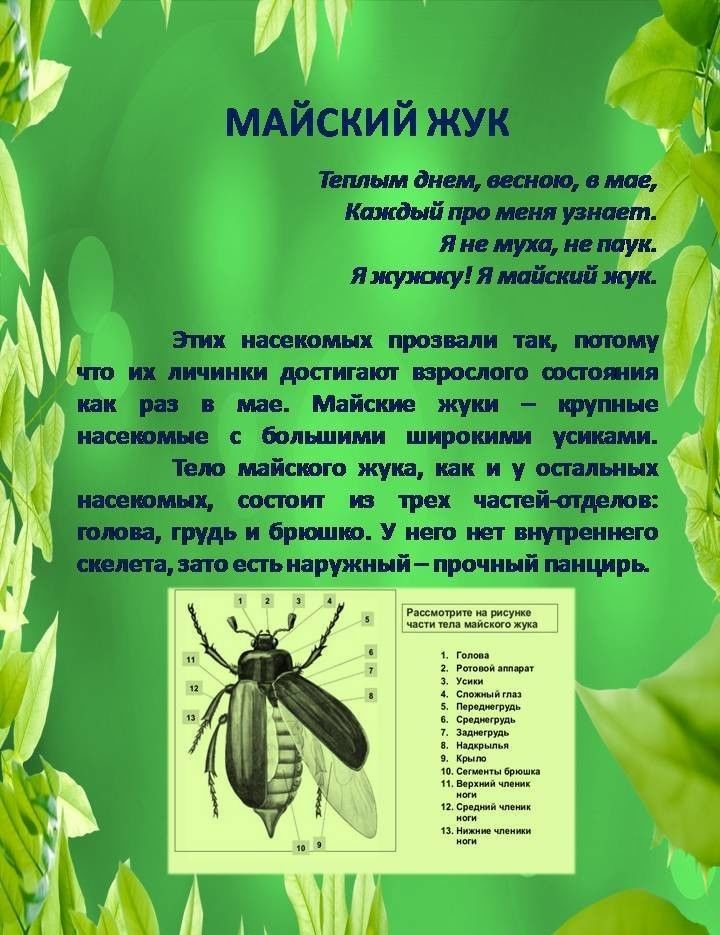 МАЙСКИЙ ЖУК
Теплым днем, весною, в мае,
Каждый про меня узнает.
Я не муха, не паук.
Я жужжу! Я майский жук.
Этих насекомых прозвали так, потому
что их личинки достигают взрослого состояния
как раз в мае. Майские жуки – крупные
насекомые с большими широкими усиками.
Тело майского жука, как и у остальных
насекомых, состоит из трех частей-отделов:
голова, грудь и брюшко. У него нет внутреннего
скелета, зато есть наружный – прочный панцирь.
1 2 3 4
5
6
7
8
11
12
13
10 9
Рассмотрите на рисунке
части тела майского жука
1. Голова
2. Ротовой аппарат
3. Усики
4. Сложный глаз
5. Переднегрудь
6. Среднегрудь
7. Заднегрудь
8. Надкрылья
9. Крыло
10. Сегменты брюшка
11. Верхний членик
ноги
12. Средний членик
ноги
13. Нижние членики
ноги